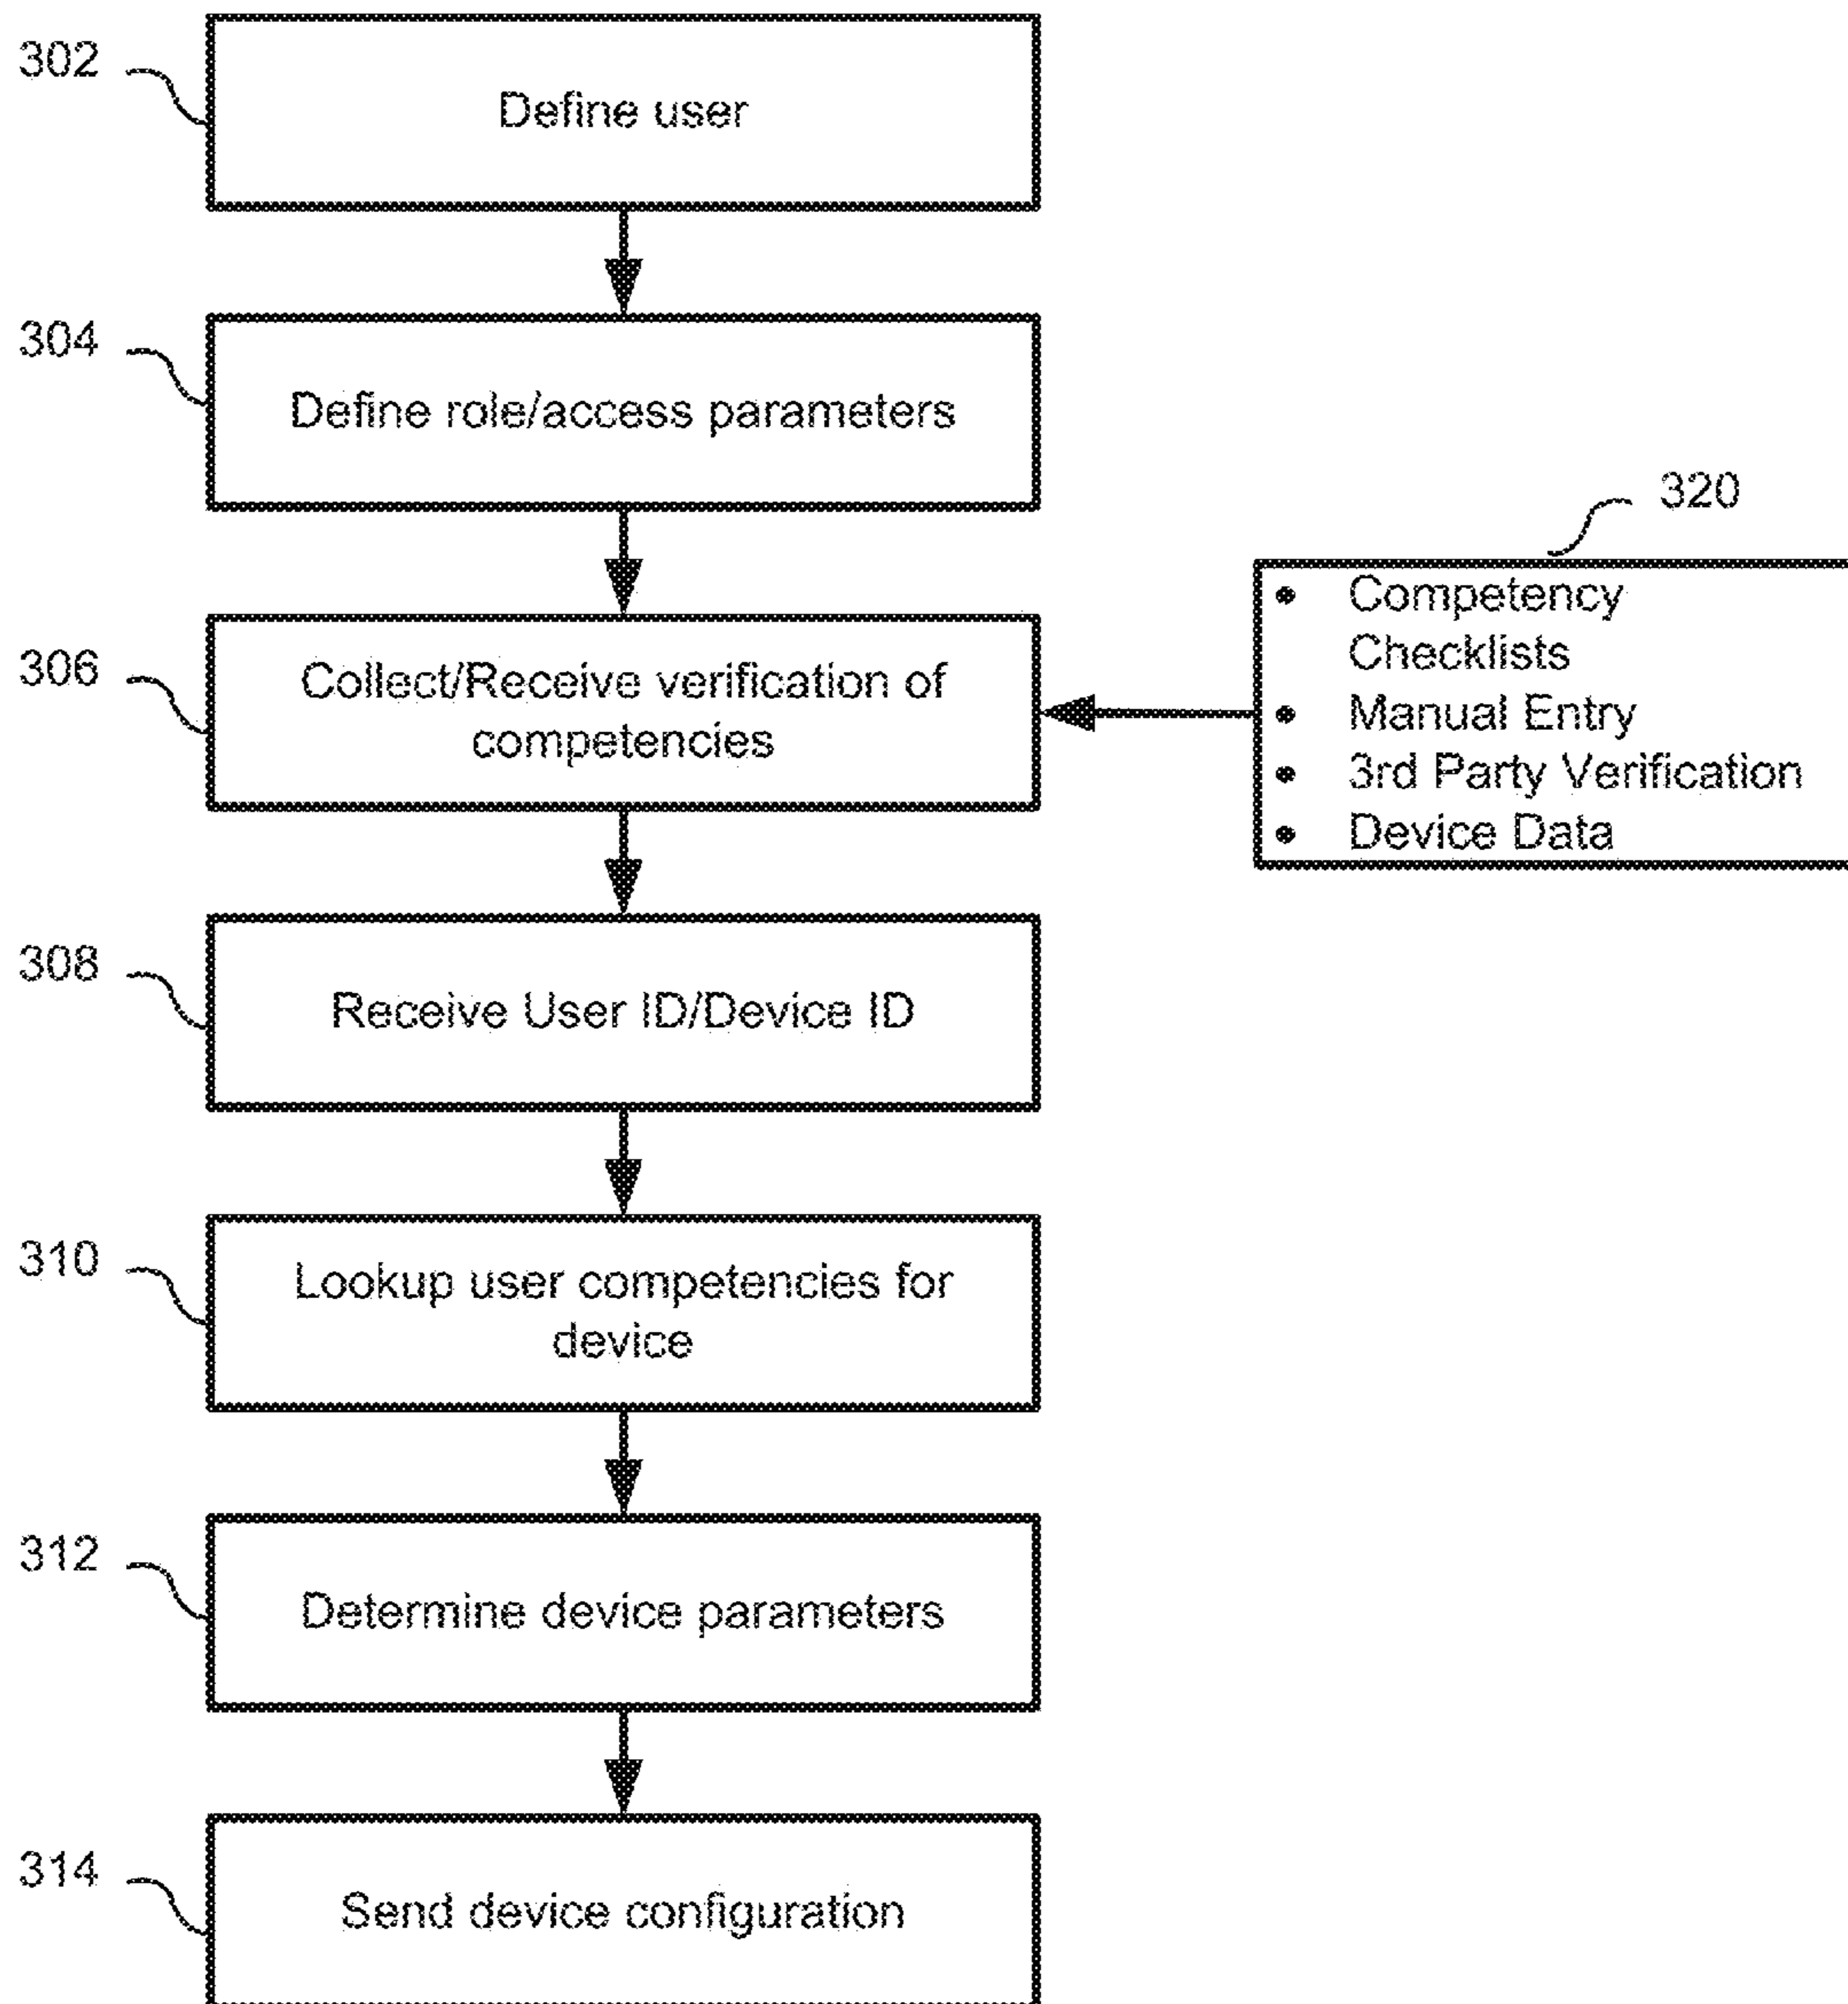 302
Define user
304
Define role/access parameters
320
306
Collect/Receive verification of
competencies
• Competency
Checklists
• Manual Entry
• 3rd Party Verification
• Device Data
308
Receive User ID/Device ID
310
Lookup user competencies for
device
312
Determine device parameters
314
Send device configuration